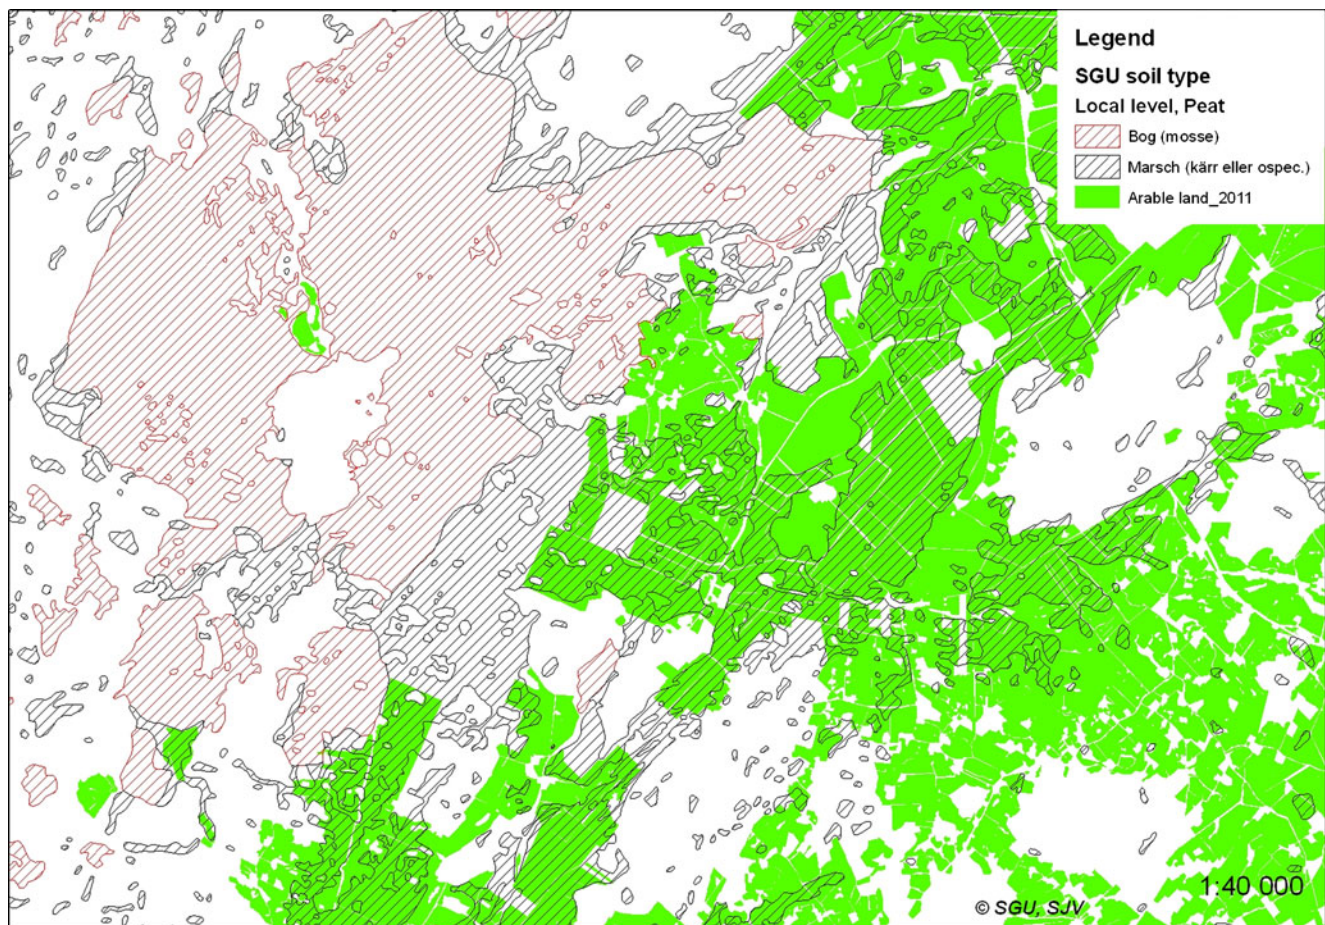 Legend
SGU soil type
Local level, Peat
Bog (mosse)
Marsch (kärr eller ospec.)
Arable land_2011
1:40 000
© SGU, SJV